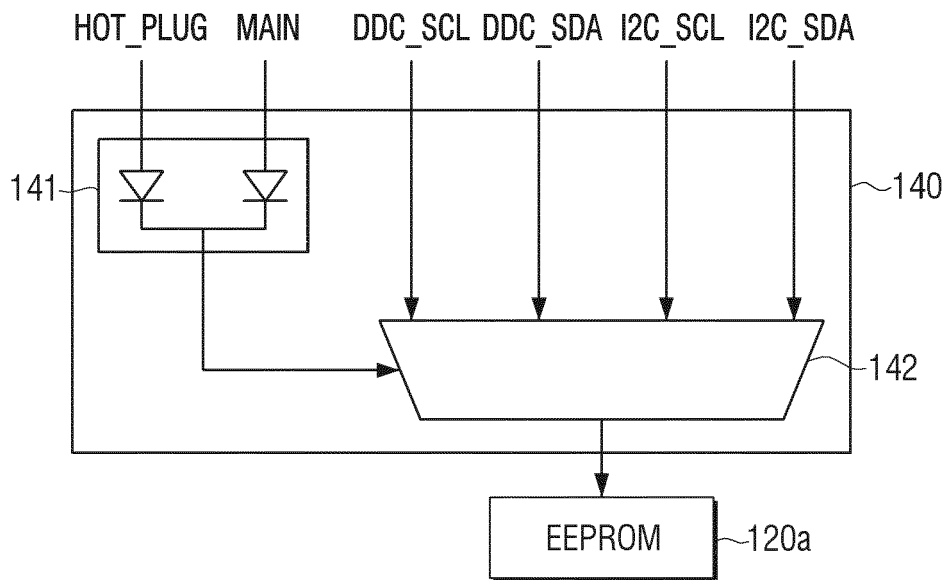 HOT_PLUG MAIN DDC_SCL DDC_SDA I2C_SCL I2C_SDA
141
140
142
EEPROM
120a